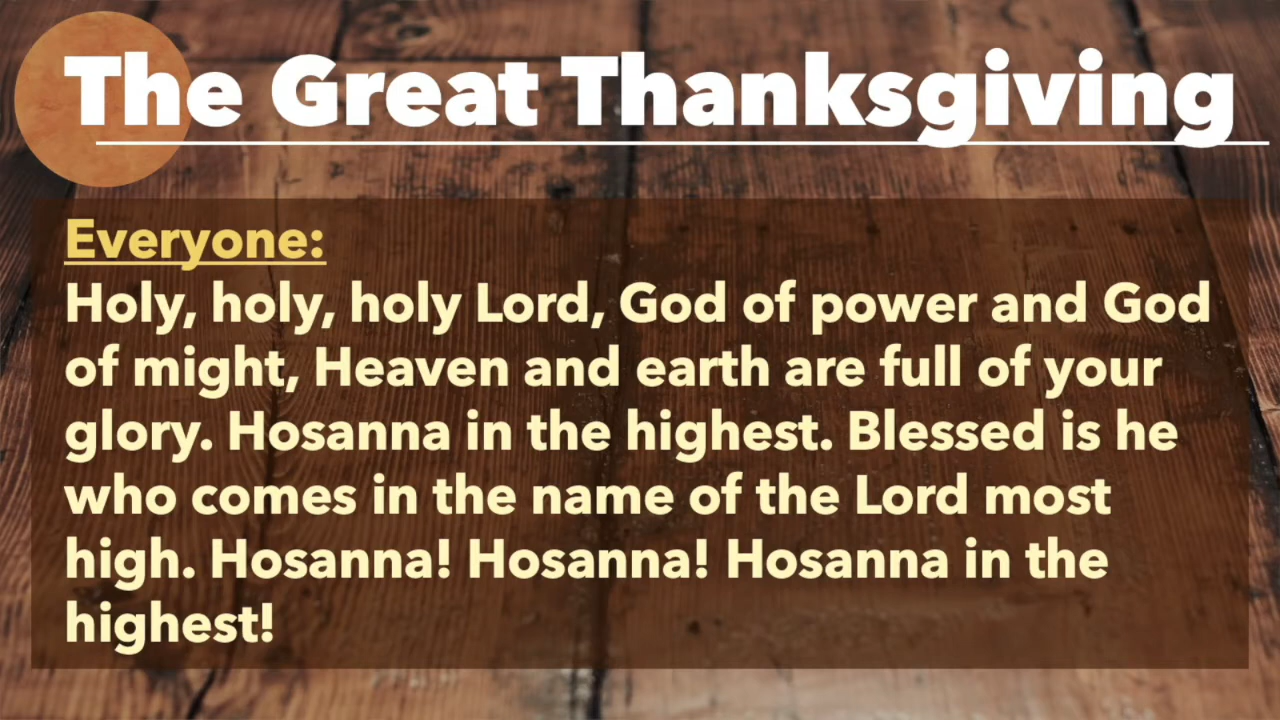 The Great Thanksgiving
Everyone:
Holy, holy, holy Lord, God of power and God
of might, Heaven and earth are full of your
glory. Hosanna in the highest. Blessed is he
who comes in the name of the Lord most
high. Hosanna! Hosanna! Hosanna in the
highest!